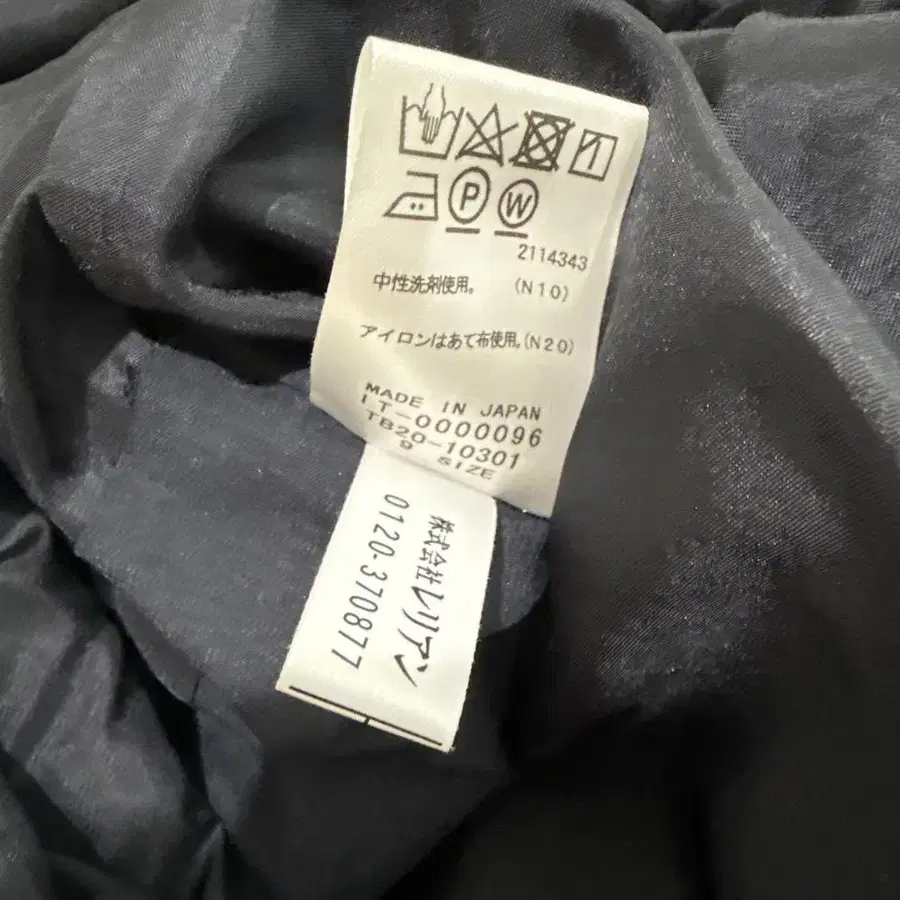 P W
2114343
中性洗剤使用。 (N10)
アイロンはあて布使用。(N20)
MADE IN JAPAN
IT-0000096
TB20-10301
9 SIZE
株式会社レリアン
0120-370877